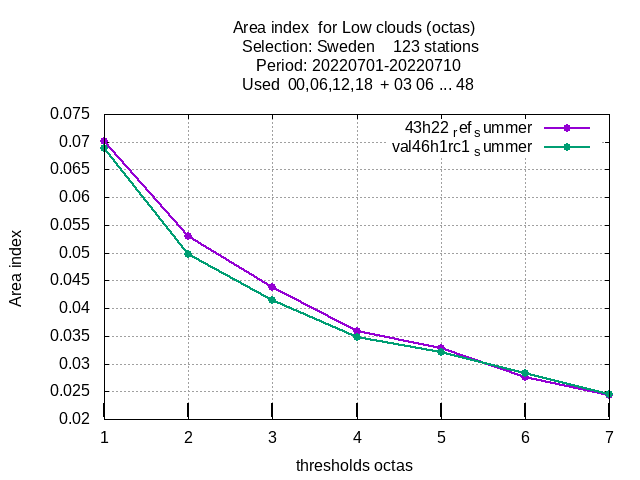 Area index  for Low clouds (octas)
Selection: Sweden    123 stations
Period: 20220701-20220710
Used  00,06,12,18  + 03 06 ... 48
43h22 ref summer
val46h1rc1 summer
0.075
0.07
0.065
0.06
0.055
0.05
0.045
0.04
0.035
0.03
0.025
0.02
Area index
1 2 3 4 5 6 7
thresholds octas